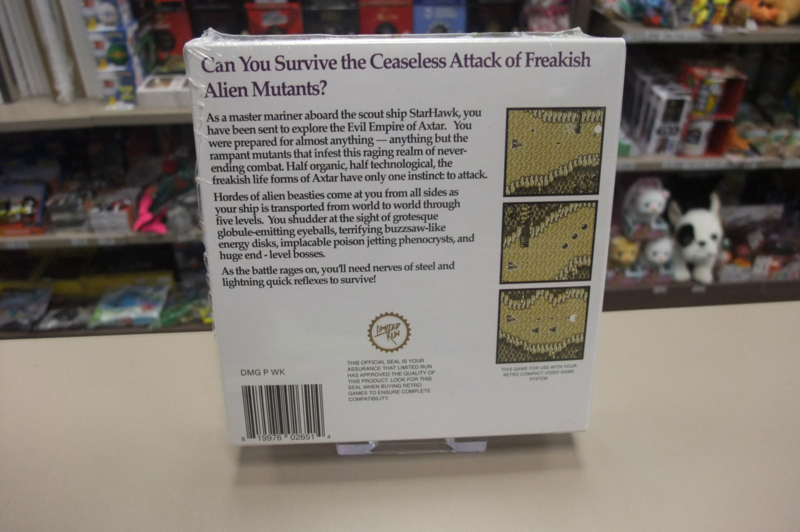 Can You Survive the Ceaseless Attack of Freakish
Alien Mutants?
As a master mariner aboard the scout ship StarHawk, you
have been sent to explore the Evil Empire of Axtar. You
were prepared for almost anything — anything but the
rampant mutants that infest this raging realm of never-
ending combat. Half organic, half technological, the
freakish life forms of Axtar have only one instinct: to attack.
Hordes of alien beasties come at you from all sides as
your ship is transported from world to world through
five levels. You shudder at the sight of grotesque
globule-emitting eyeballs, terrifying buzzsaw-like
energy disks, implacable poison jetting phenocrysts, and
huge end - level bosses.
As the battle rages on, you'll need nerves of steel and
lightning quick reflexes to survive!
LIMITED
RUN
DMG P WK
THIS OFFICIAL SEAL IS YOUR
ASSURANCE THAT LIMITED RUN
HAS APPROVED THE QUALITY OF
THIS PRODUCT. LOOK FOR THIS
SEAL WHEN BUYING RETRO
GAMES TO ENSURE COMPLETE
COMPATIBILITY.
THIS GAME FOR USE WITH YOUR
RETRO COMPACT VIDEO GAME
SYSTEM
8 19976 02651 4